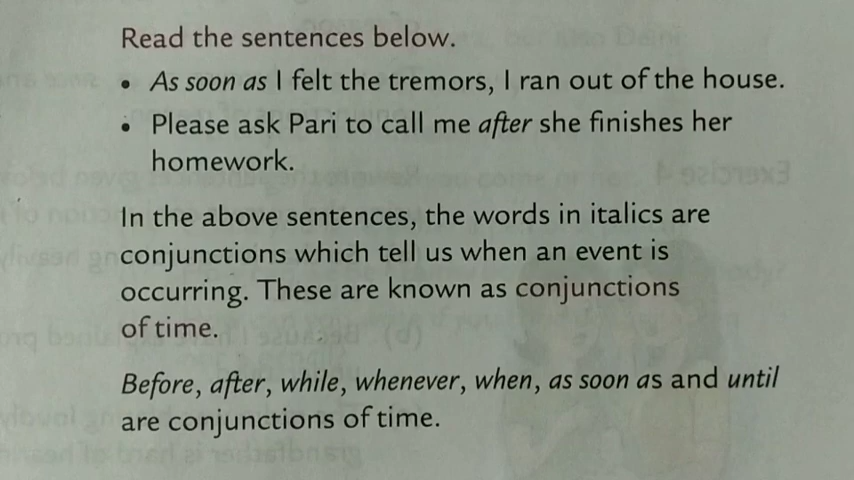 Read the sentences below.
• As soon as I felt the tremors, I ran out of the house.
• Please ask Pari to call me after she finishes her
homework.
In the above sentences, the words in italics are
conjunctions which tell us when an event is
occurring. These are known as conjunctions
of time.
Before, after, while, whenever, when, as soon as and until
are conjunctions of time.